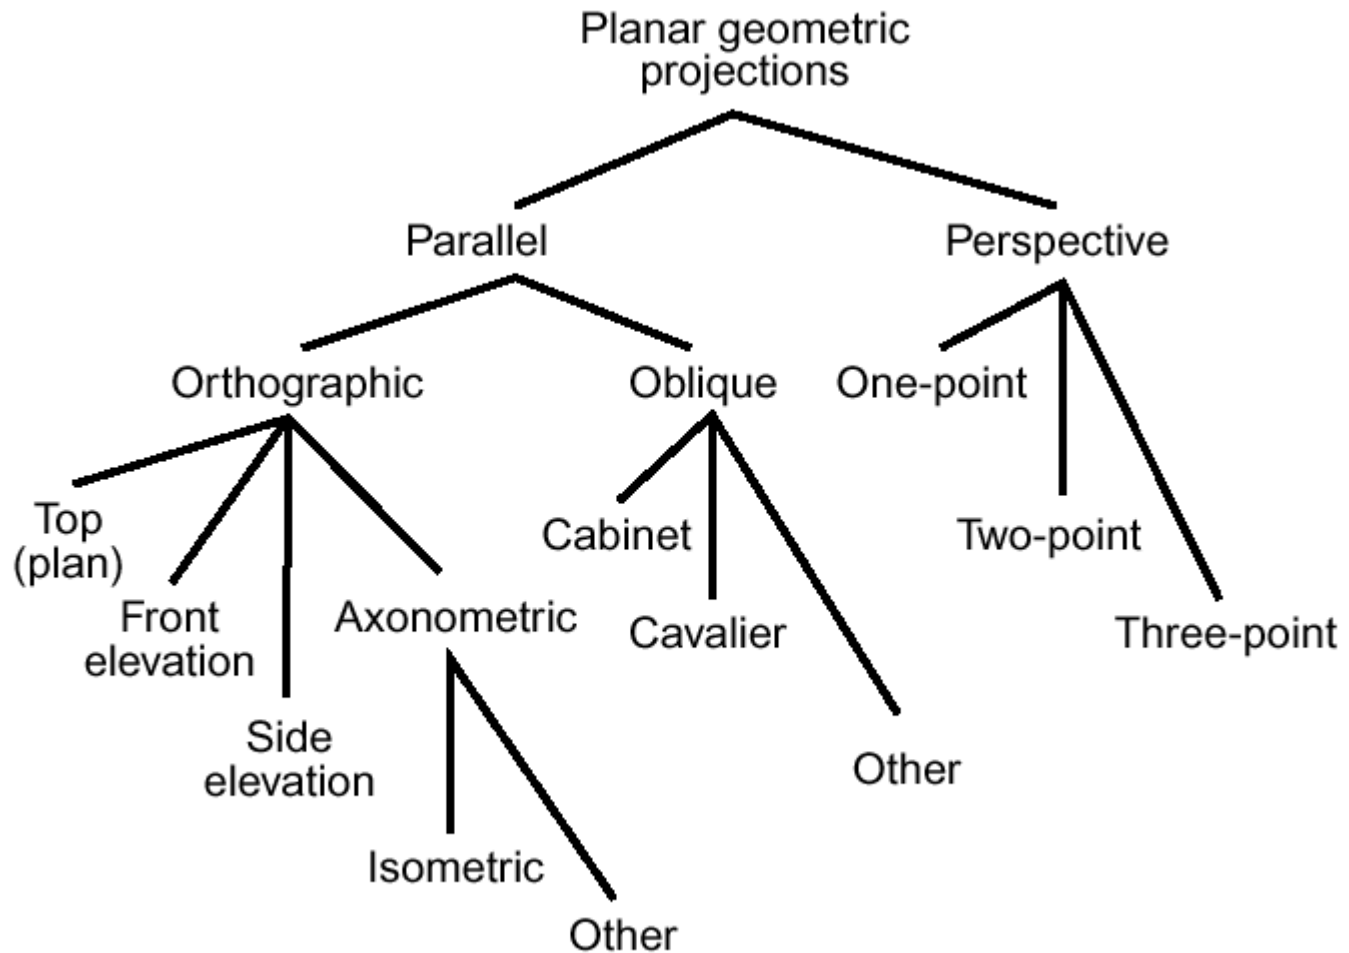 Planar geometric
projections
Parallel
Perspective
Orthographic
Oblique
One-point
Top
(plan)
Cabinet
Two-point
Front
elevation
Axonometric
Cavalier
Three-point
Side
elevation
Other
Isometric
Other